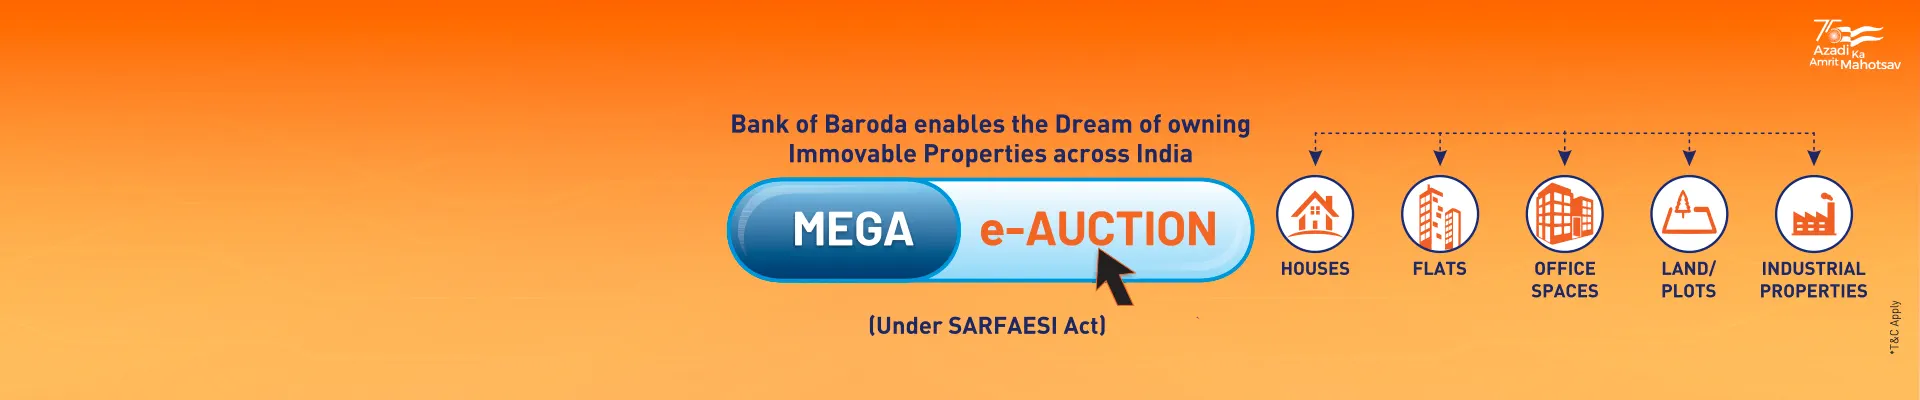 75
Azadi Ka
Amrit Mahotsav
Bank of Baroda enables the Dream of owning
Immovable Properties across India
MEGA e-AUCTION
(Under SARFAESI Act)
HOUSES
FLATS
OFFICE
SPACES
LAND/
PLOTS
INDUSTRIAL
PROPERTIES
*T&C Apply